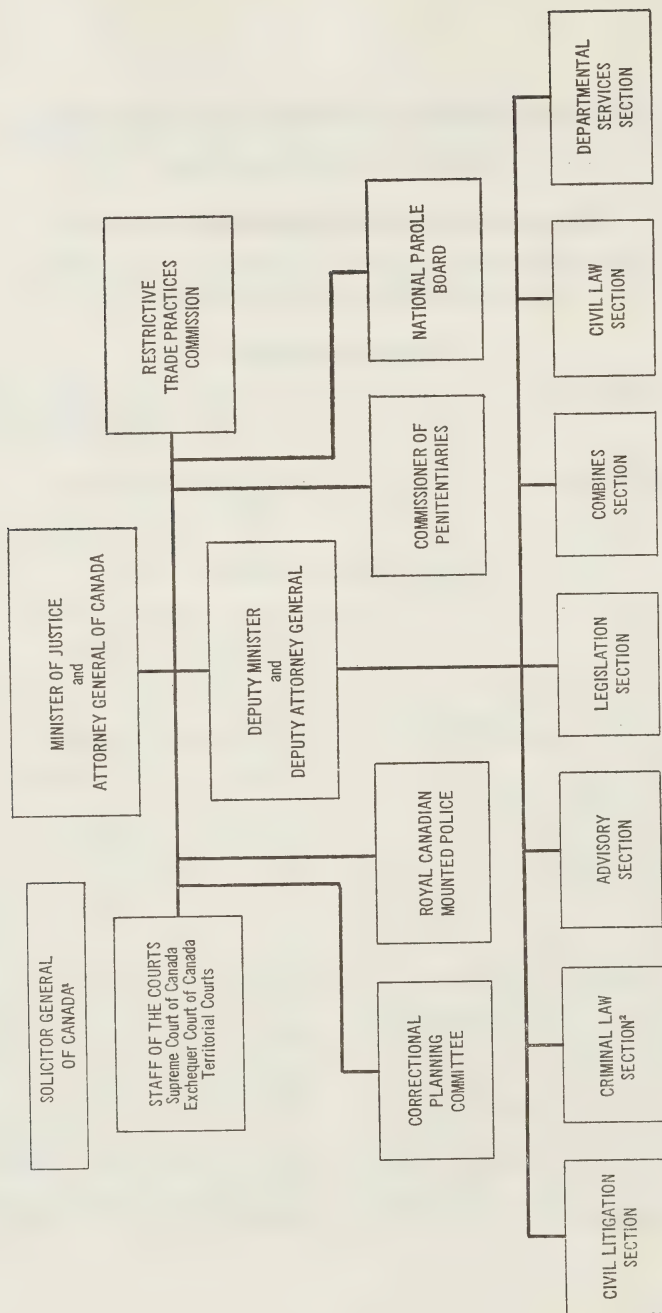 SOLICITOR GENERAL
OF CANADA¹
MINISTER OF JUSTICE
and
ATTORNEY GENERAL OF CANADA
STAFF OF THE COURTS
Supreme Court of Canada
Exchequer Court of Canada
Territorial Courts
RESTRICTIVE
TRADE PRACTICES
COMMISSION
DEPUTY MINISTER
and
DEPUTY ATTORNEY GENERAL
CORRECTIONAL
PLANNING
COMMITTEE
ROYAL CANADIAN
MOUNTED POLICE
COMMISSIONER OF
PENITENTIARIES
NATIONAL PAROLE
BOARD
CIVIL LITIGATION
SECTION
CRIMINAL LAW
SECTION²
ADVISORY
SECTION
LEGISLATION
SECTION
COMBINES
SECTION
CIVIL LAW
SECTION
DEPARTMENTAL
SERVICES
SECTION